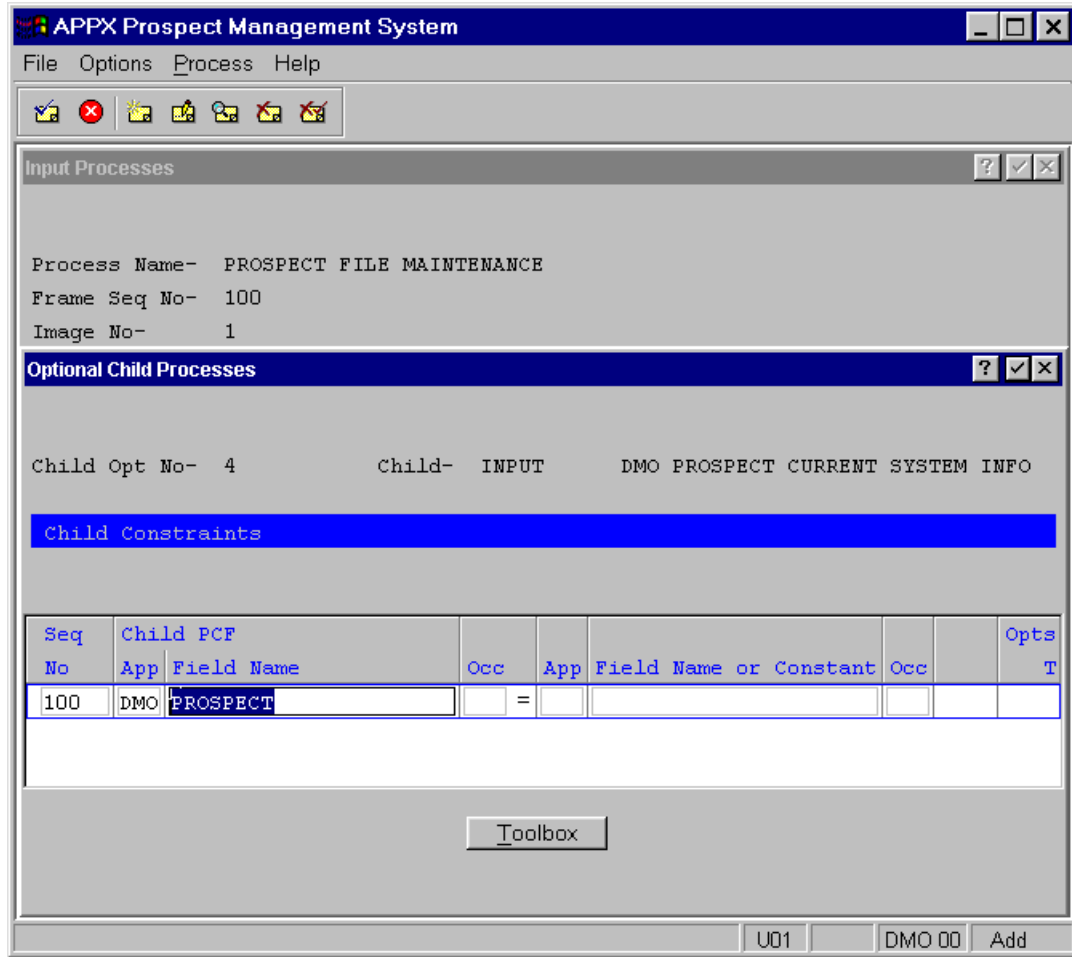 APPX Prospect Management System
File Options Process Help
Input Processes
Process Name- PROSPECT FILE MAINTENANCE
Frame Seq No- 100
Image No- 1
Optional Child Processes
Child Opt No- 4 Child- INPUT DMO PROSPECT CURRENT SYSTEM INFO
Child Constraints
Seq Child PCF Opts
No App Field Name Occ App Field Name or Constant Occ T
100 DMO PROSPECT =
Toolbox
U01 DMO 00 Add